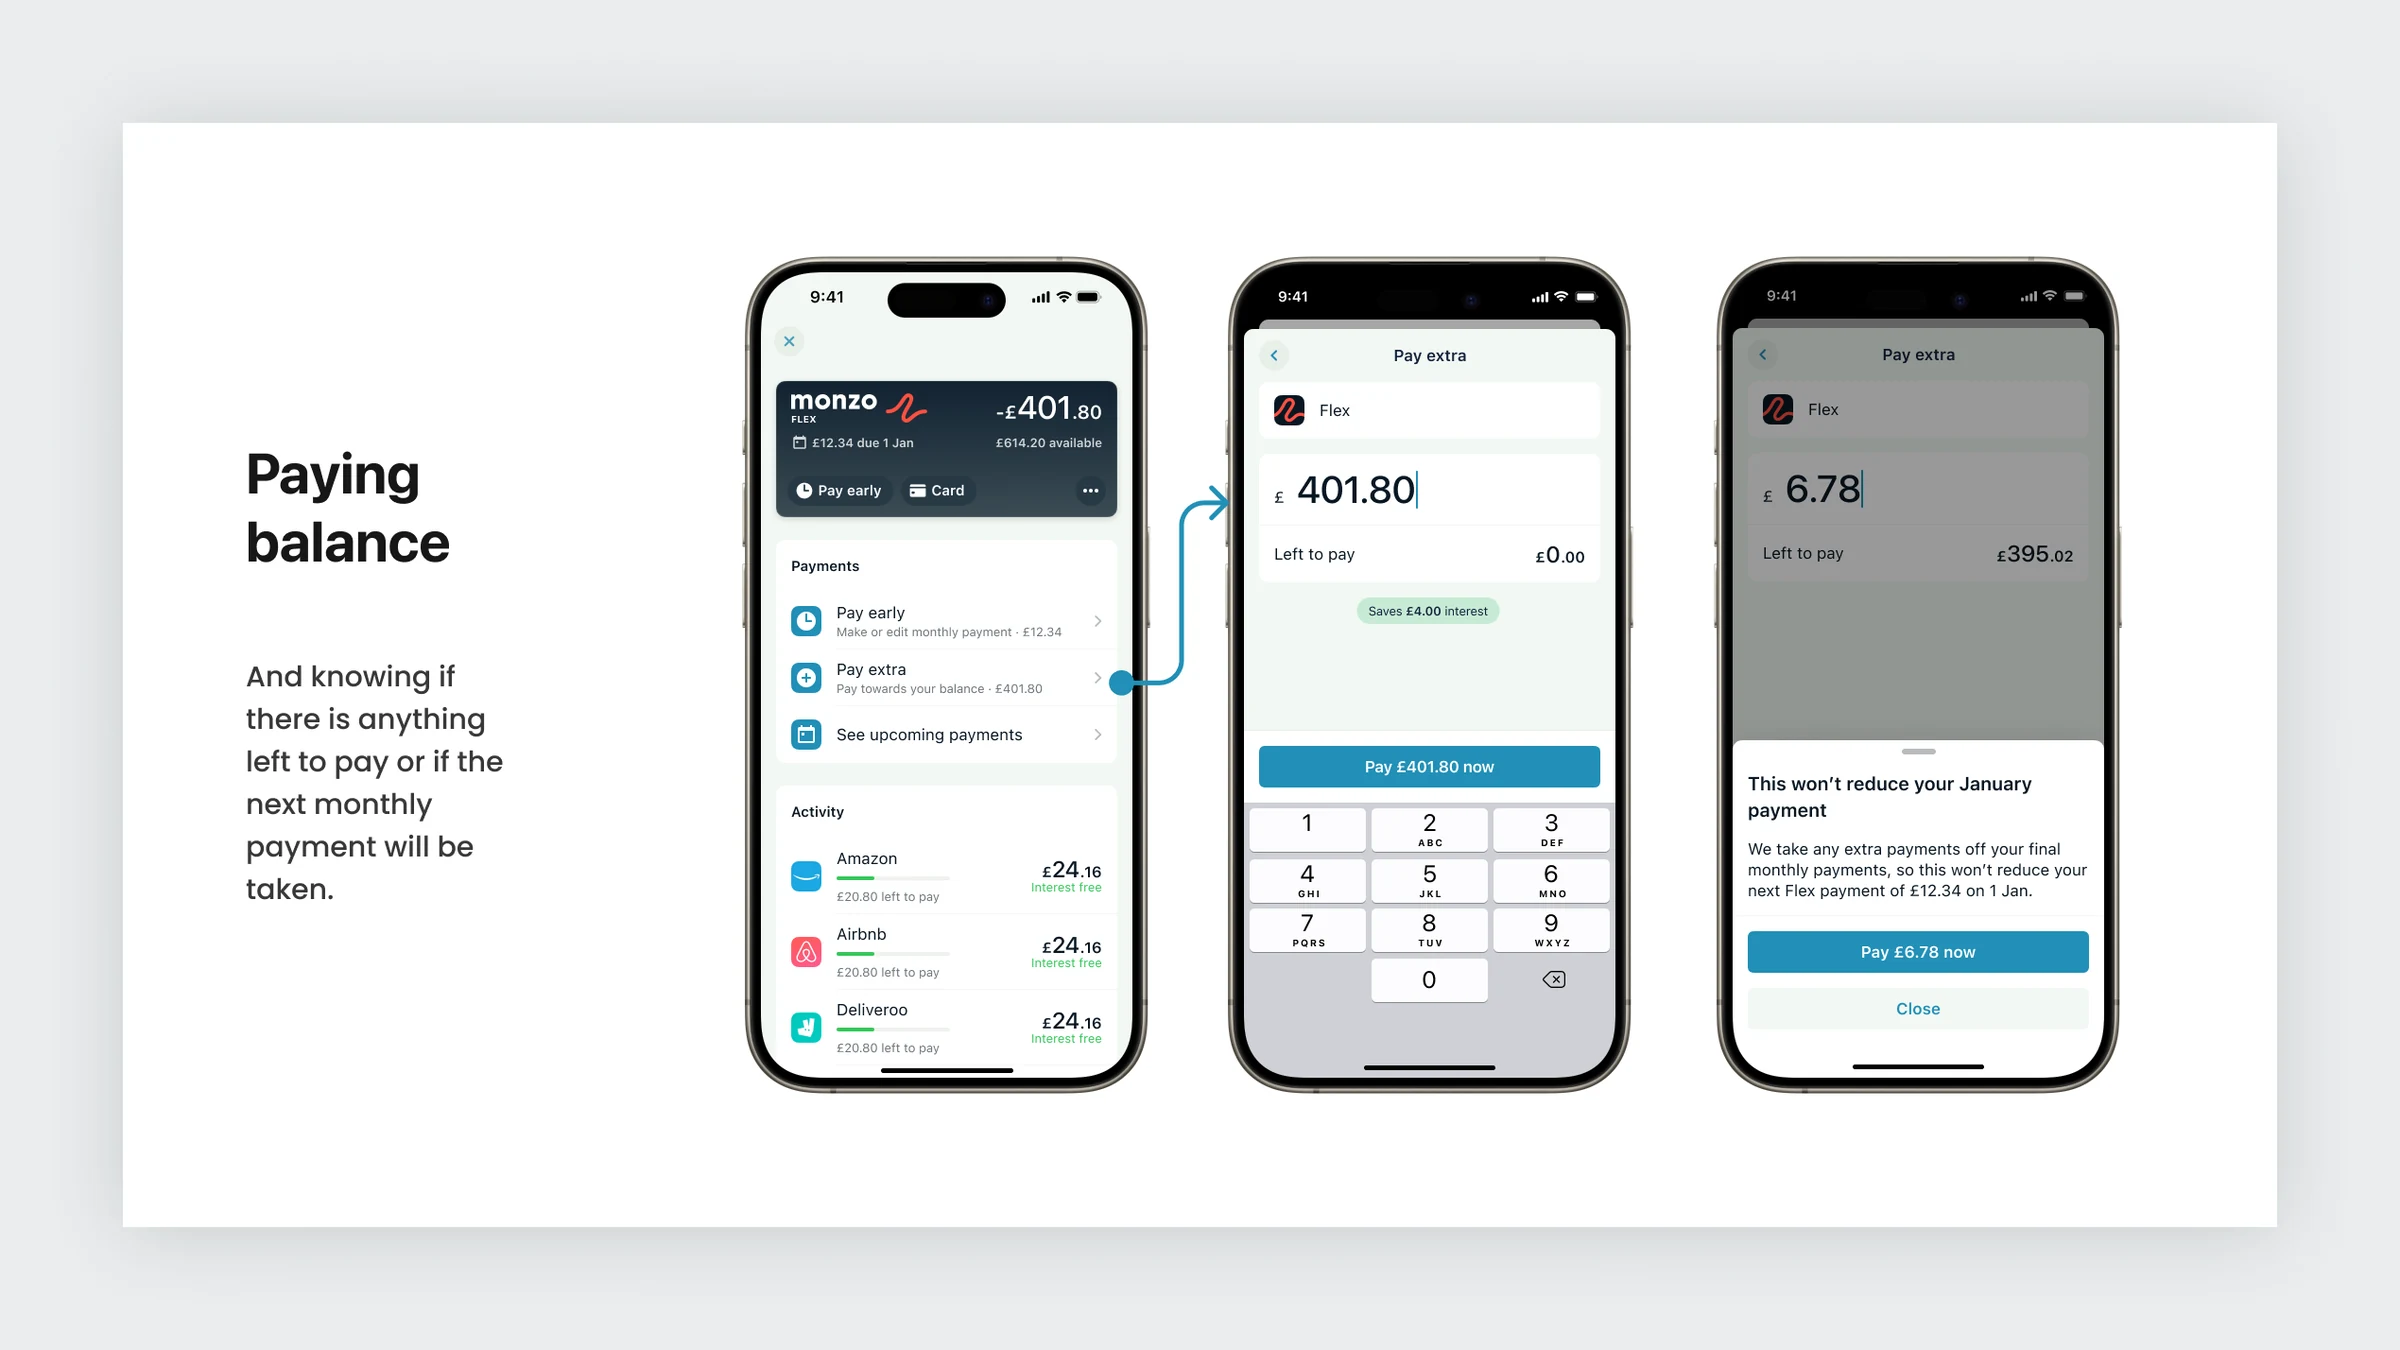 Paying
balance
And knowing if
there is anything
left to pay or if the
next monthly
payment will be
taken.
9:41
monzo
FLEX
-£401.80
£12.34 due 1 Jan
£614.20 available
Pay early
Card
Payments
Pay early
Make or edit monthly payment · £12.34
Pay extra
Pay towards your balance · £401.80
See upcoming payments
Activity
Amazon
£20.80 left to pay
£24.16
Interest free
Airbnb
£20.80 left to pay
£24.16
Interest free
Deliveroo
£20.80 left to pay
£24.16
Interest free
9:41
Pay extra
Flex
£ 401.80
Left to pay £0.00
Saves £4.00 interest
Pay £401.80 now
1 2 3
ABC DEF
4 5 6
GHI JKL MNO
7 8 9
PQRS TUV WXYZ
0
9:41
Pay extra
Flex
£ 6.78
Left to pay £395.02
This won’t reduce your January
payment
We take any extra payments off your final
monthly payments, so this won’t reduce your
next Flex payment of £12.34 on 1 Jan.
Pay £6.78 now
Close